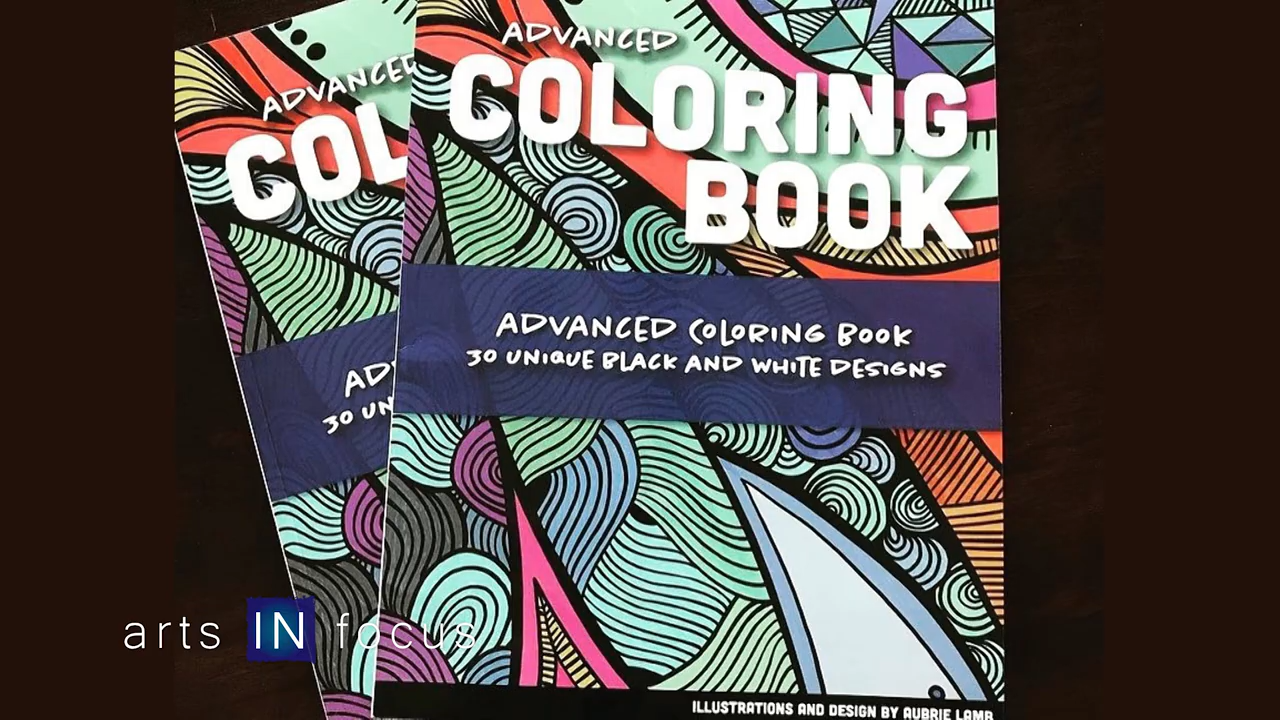 ADVANCED
COL
AD
30 UN
ADVANCED
COLORING
BOOK
ADVANCED COLORING BOOK
30 UNIQUE BLACK AND WHITE DESIGNS
ILLUSTRATIONS AND DESIGN BY AUBRIE LAMB
arts IN focus